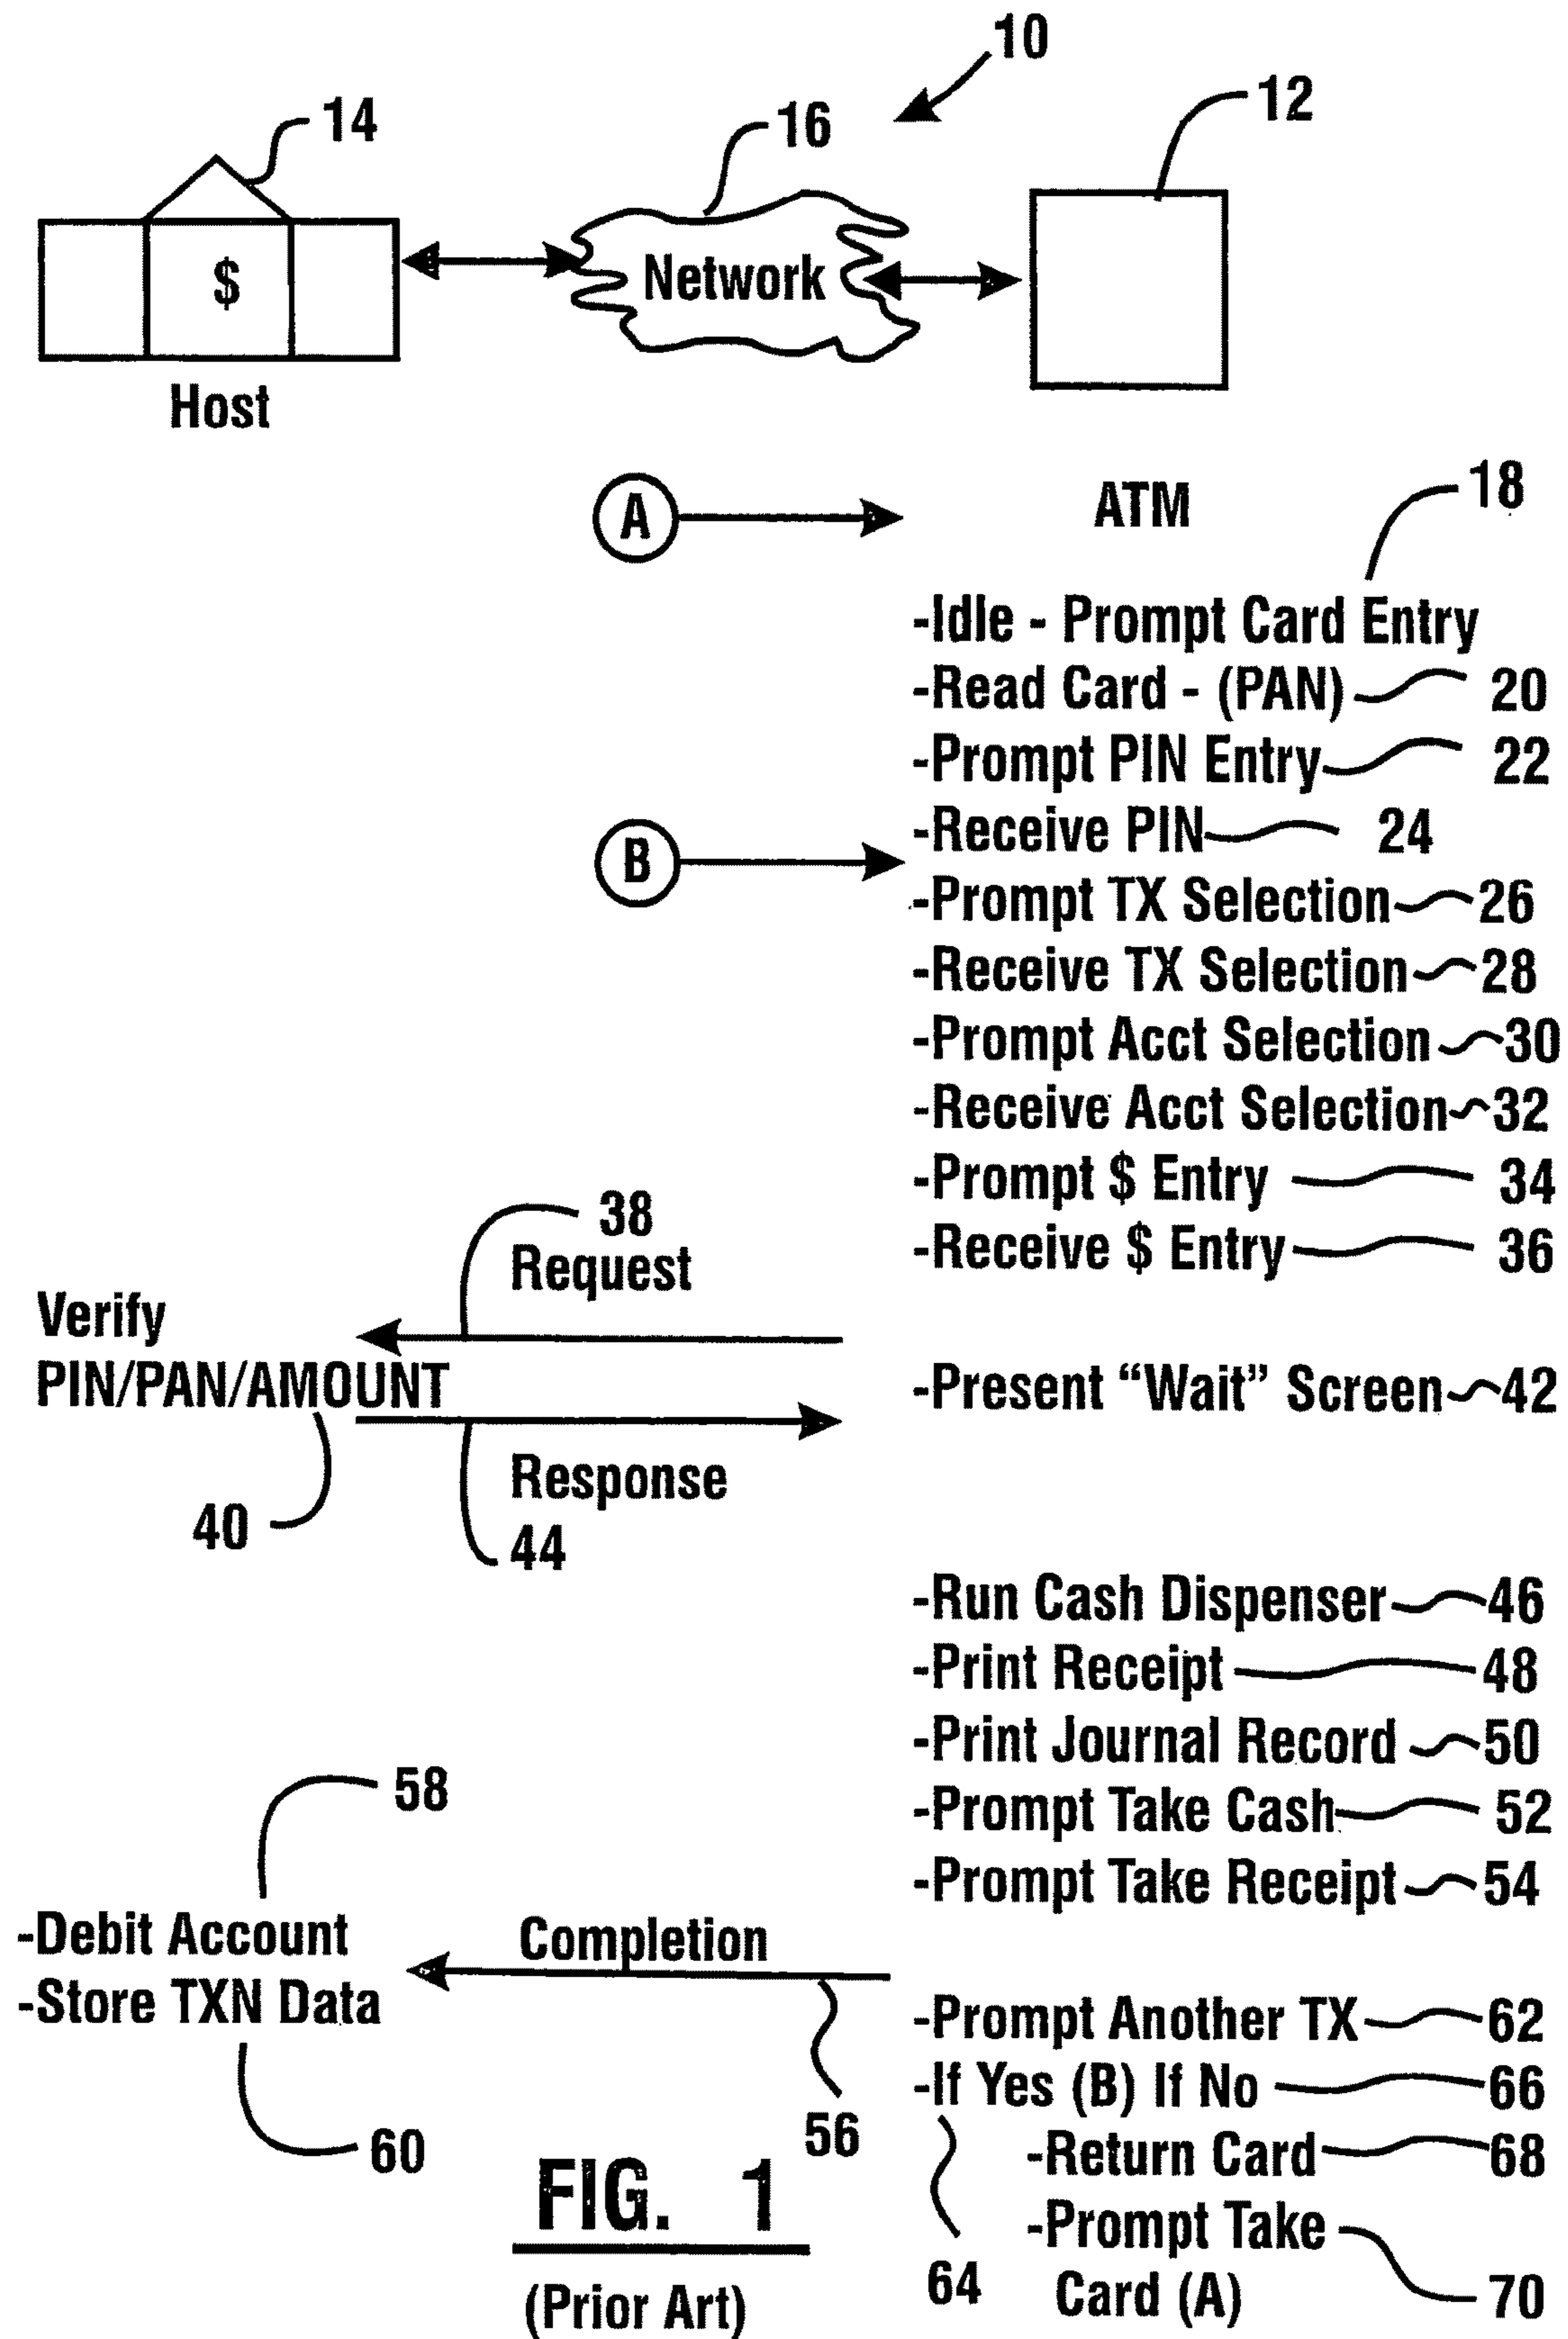 10
14
16
12
$
Network
Host
A
ATM
18
-Idle - Prompt Card Entry
-Read Card - (PAN) 20
-Prompt PIN Entry 22
-Receive PIN 24
B
-Prompt TX Selection 26
-Receive TX Selection 28
-Prompt Acct Selection 30
-Receive Acct Selection 32
-Prompt $ Entry 34
-Receive $ Entry 36
38
Request
Verify
PIN/PAN/AMOUNT
-Present “Wait” Screen 42
Response
40
44
-Run Cash Dispenser 46
-Print Receipt 48
-Print Journal Record 50
-Prompt Take Cash 52
-Prompt Take Receipt 54
58
-Debit Account
-Store TXN Data
Completion
-Prompt Another TX 62
-If Yes (B) If No 66
56
60
-Return Card 68
-Prompt Take
Card (A) 70
64
FIG. 1
(Prior Art)